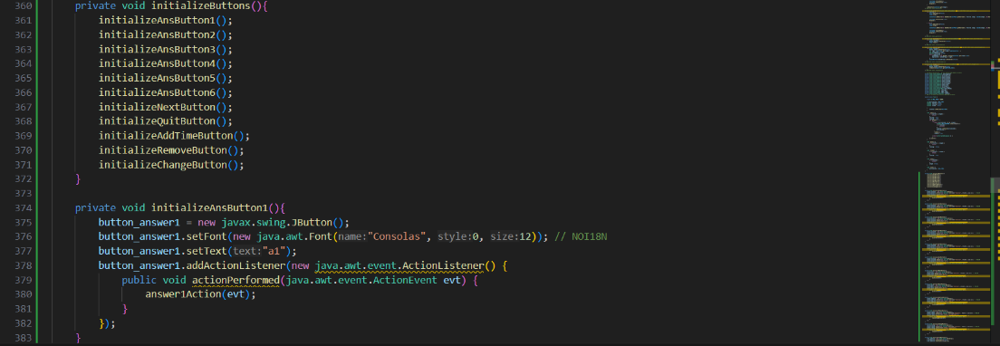 360 private void initializeButtons(){
361 initializeAnsButton1();
362 initializeAnsButton2();
363 initializeAnsButton3();
364 initializeAnsButton4();
365 initializeAnsButton5();
366 initializeAnsButton6();
367 initializeNextButton();
368 initializeQuitButton();
369 initializeAddTimeButton();
370 initializeRemoveButton();
371 initializeChangeButton();
372 }
373
374 private void initializeAnsButton1(){
375 button_answer1 = new javax.swing.JButton();
376 button_answer1.setFont(new java.awt.Font(name:"Consolas", style:0, size:12)); // NOI18N
377 button_answer1.setText(text:"a1");
378 button_answer1.addActionListener(new java.awt.event.ActionListener() {
379 public void actionPerformed(java.awt.event.ActionEvent evt) {
380 answer1Action(evt);
381 }
382 });
383 }